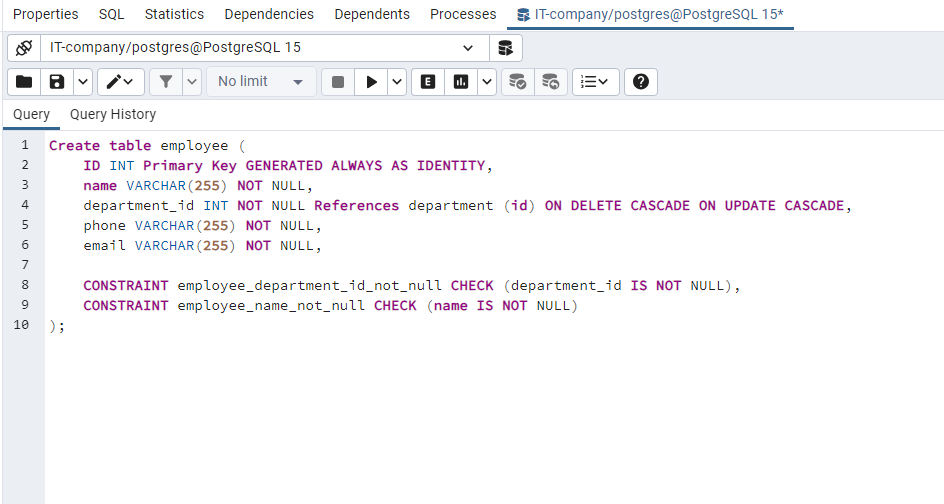 Properties SQL Statistics Dependencies Dependents Processes IT-company/postgres@PostgreSQL 15*
IT-company/postgres@PostgreSQL 15
No limit E
Query Query History
1 Create table employee (
2 ID INT Primary Key GENERATED ALWAYS AS IDENTITY,
3 name VARCHAR(255) NOT NULL,
4 department_id INT NOT NULL References department (id) ON DELETE CASCADE ON UPDATE CASCADE,
5 phone VARCHAR(255) NOT NULL,
6 email VARCHAR(255) NOT NULL,
7
8 CONSTRAINT employee_department_id_not_null CHECK (department_id IS NOT NULL),
9 CONSTRAINT employee_name_not_null CHECK (name IS NOT NULL)
10 );